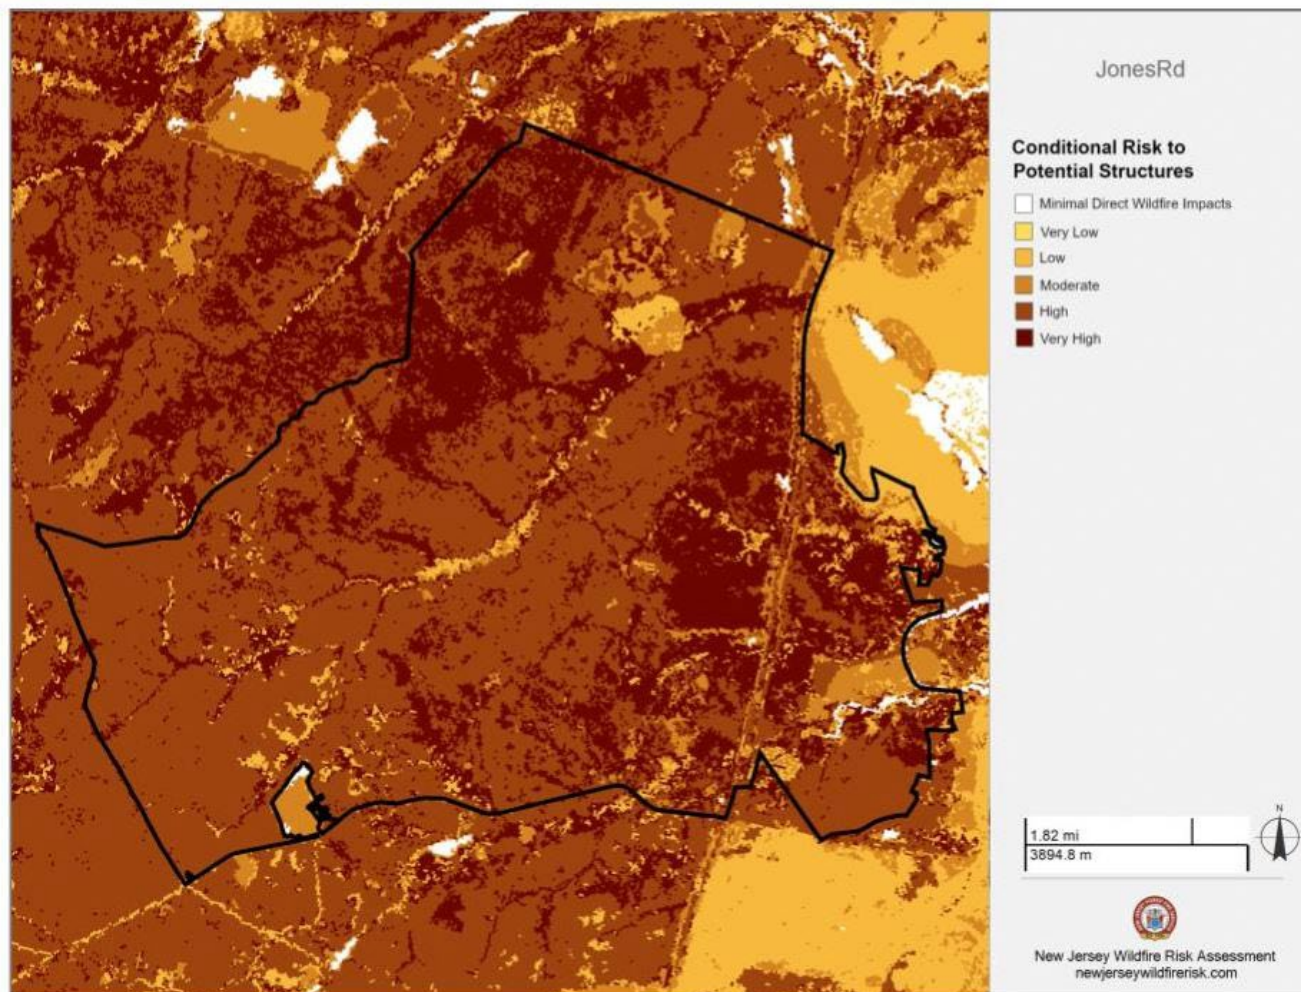 JonesRd
Conditional Risk to
Potential Structures
Minimal Direct Wildfire Impacts
Very Low
Low
Moderate
High
Very High
N
1.82 mi
3894.8 m
New Jersey Wildfire Risk Assessment
newjerseywildfirerisk.com